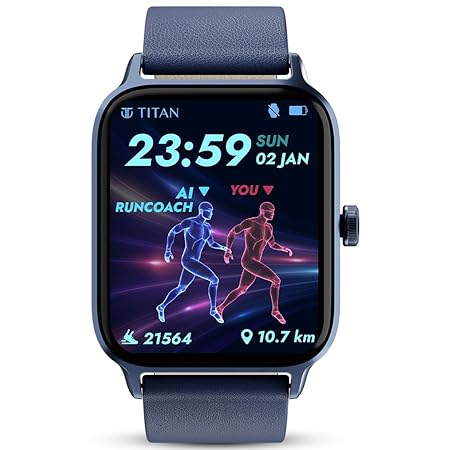 TITAN
23:59 SUN
02 JAN
AI YOU
RUNCOACH
21564 10.7 km